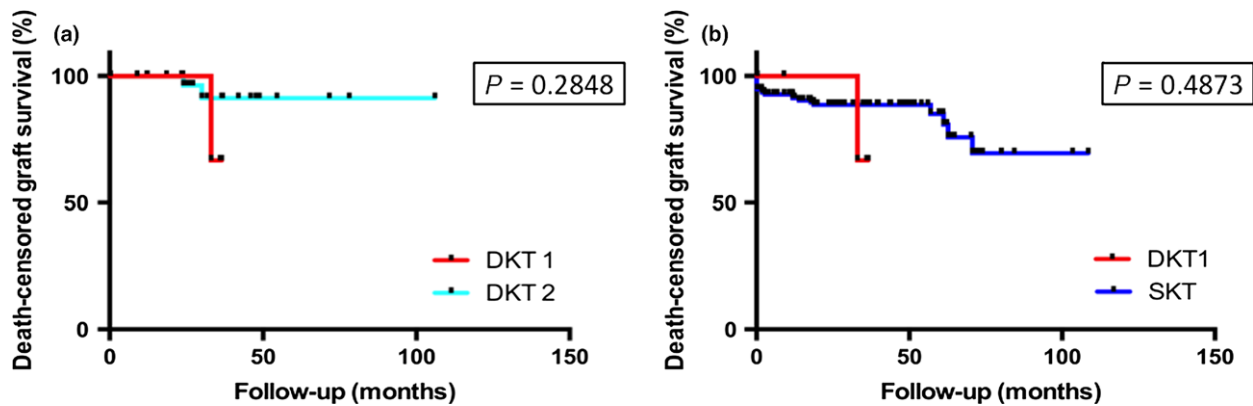 (a)
Death-censored graft survival (%)
100
50
0
0 50 100 150
Follow-up (months)
P = 0.2848
DKT 1
DKT 2
(b)
Death-censored graft survival (%)
100
50
0
0 50 100 150
Follow-up (months)
P = 0.4873
DKT1
SKT